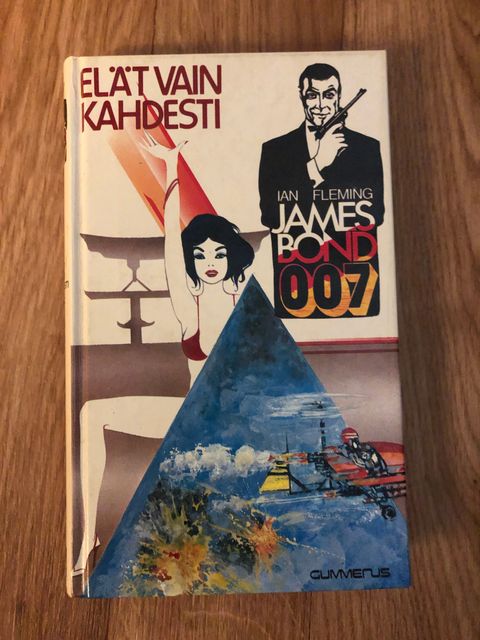 ELÄT VAIN
KAHDESTI
IAN FLEMING
JAMES
BOND
007
GUMMERUS